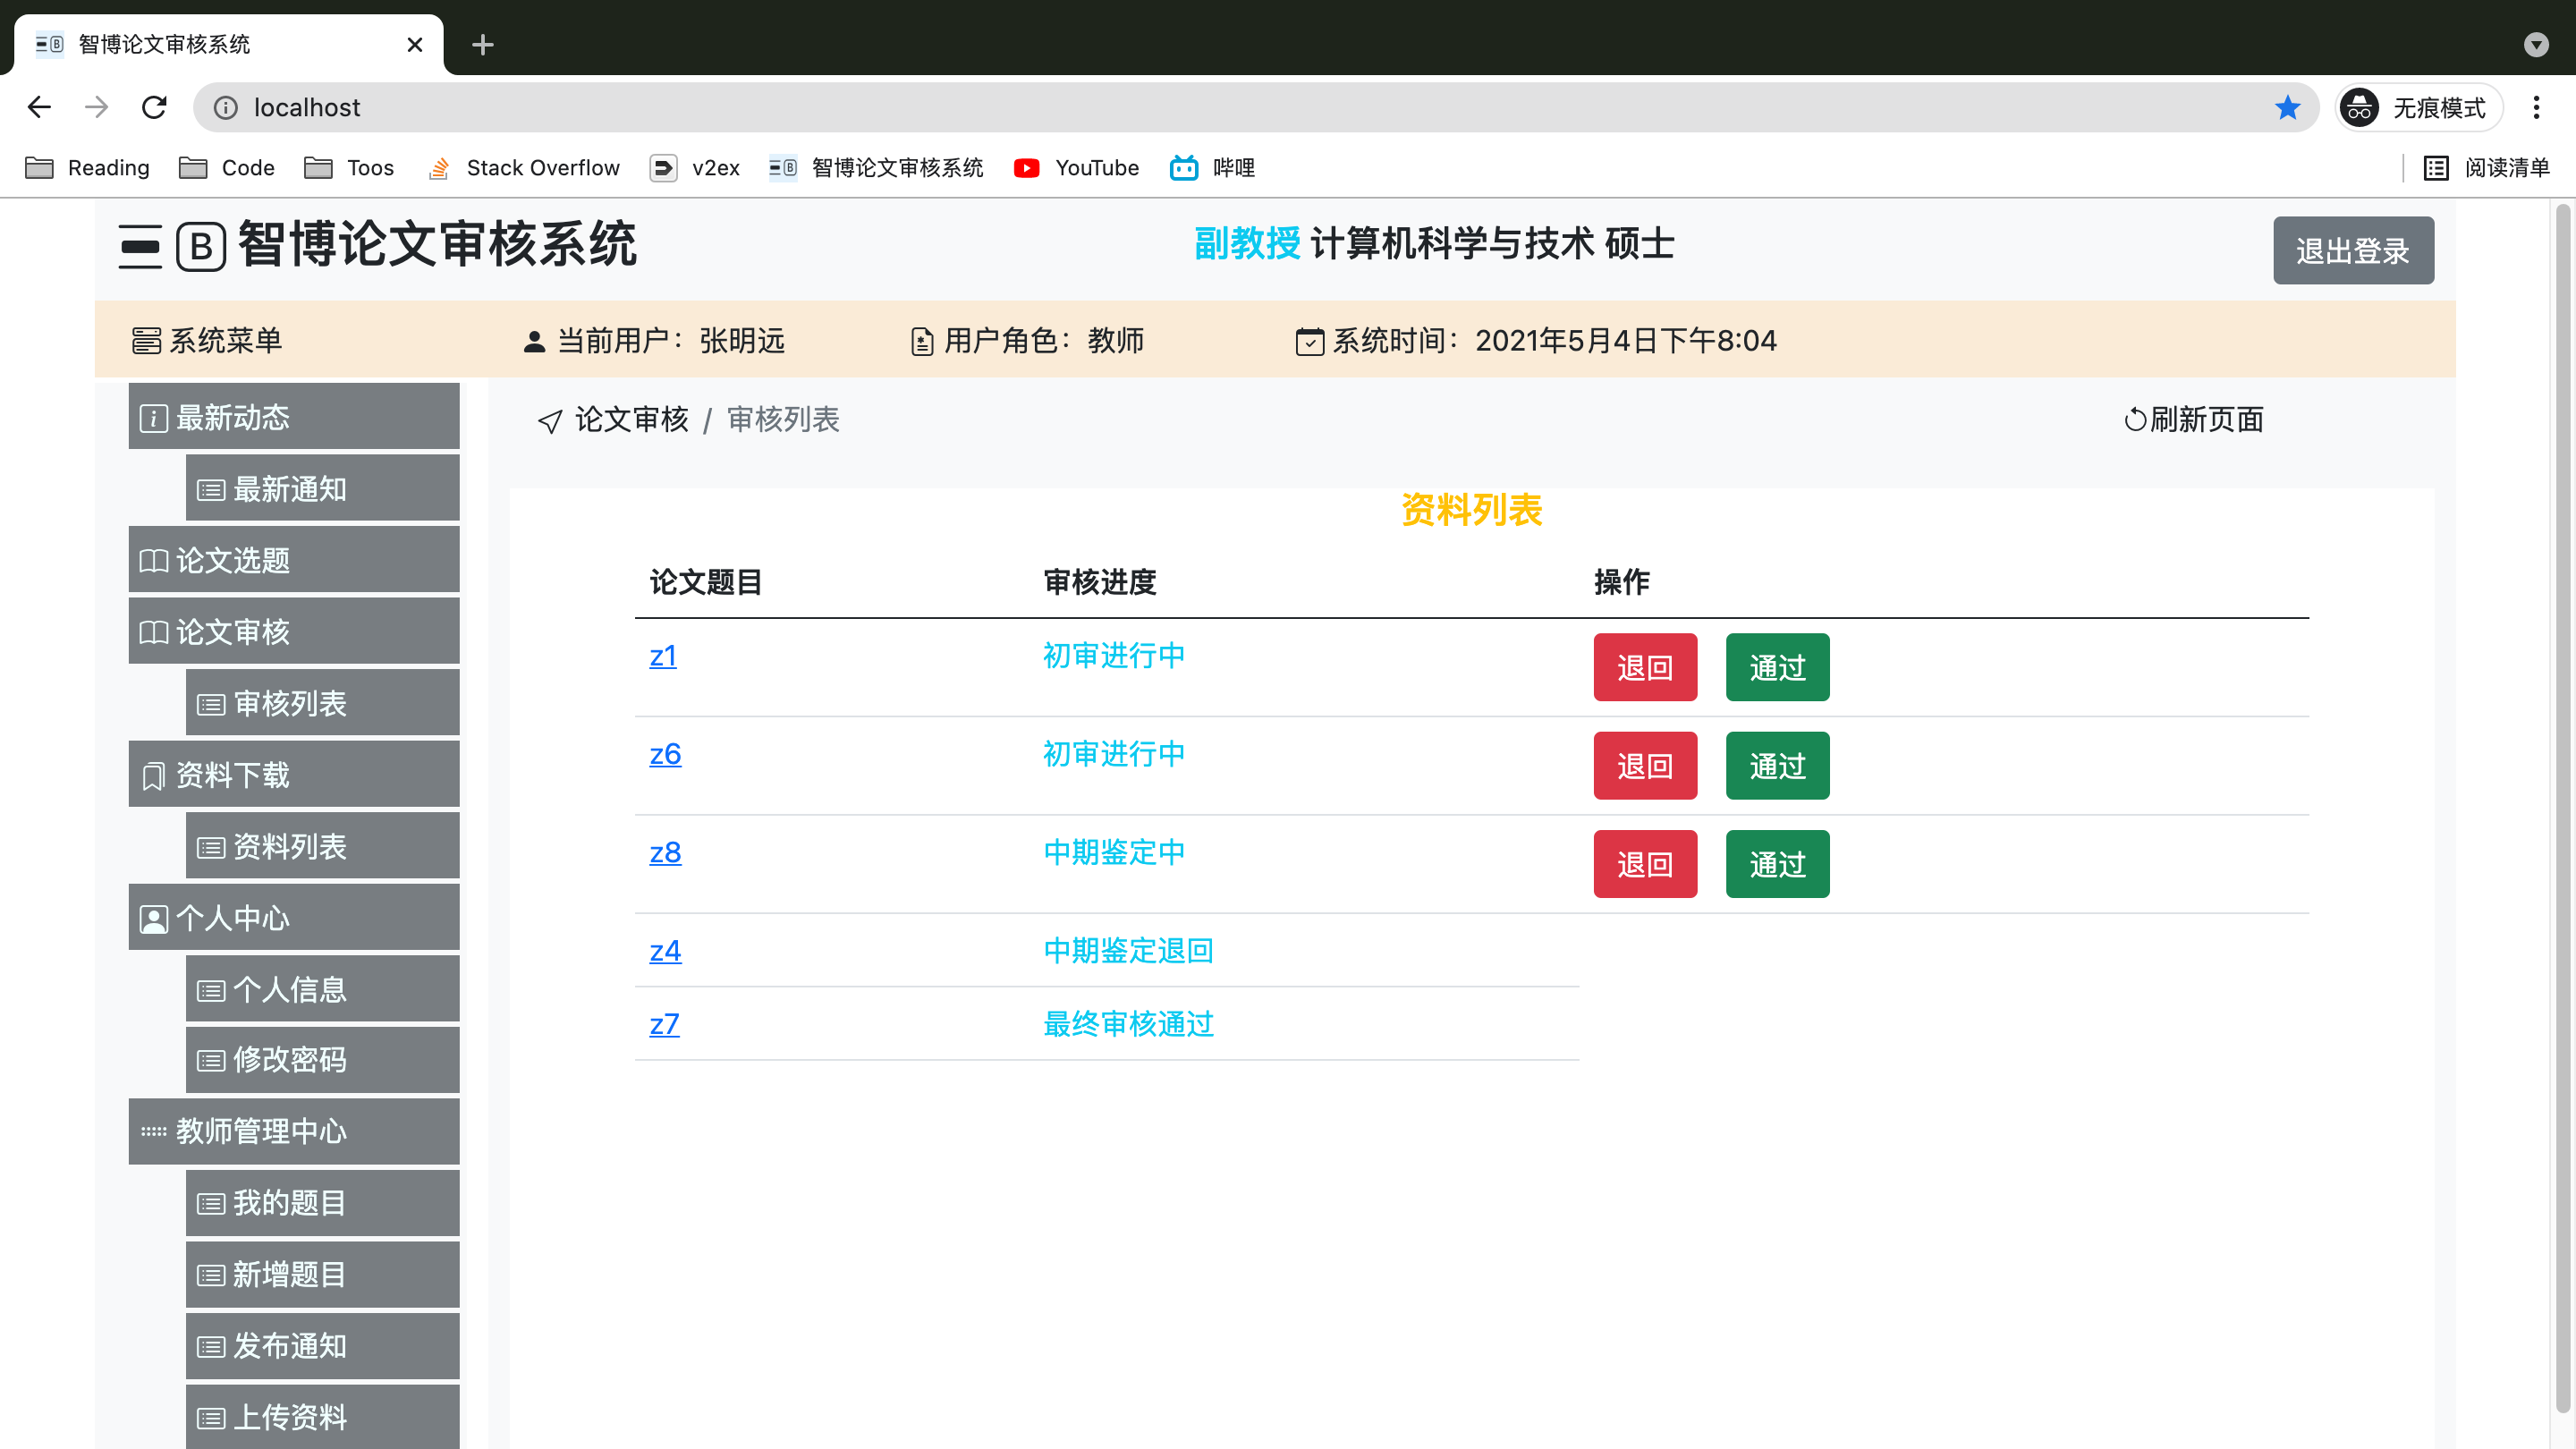 智博论文审核系统
localhost
无痕模式
Reading Code Toos Stack Overflow v2ex 智博论文审核系统 YouTube 哔哩 阅读清单
B 智博论文审核系统
副教授 计算机科学与技术 硕士
退出登录
系统菜单 当前用户：张明远 用户角色：教师 系统时间：2021年5月4日下午8:04
最新动态
最新通知
论文选题
论文审核
审核列表
资料下载
资料列表
个人中心
个人信息
修改密码
教师管理中心
我的题目
新增题目
发布通知
上传资料
论文审核 / 审核列表 刷新页面
资料列表
论文题目 审核进度 操作
z1 初审进行中 退回 通过
z6 初审进行中 退回 通过
z8 中期鉴定中 退回 通过
z4 中期鉴定退回
z7 最终审核通过